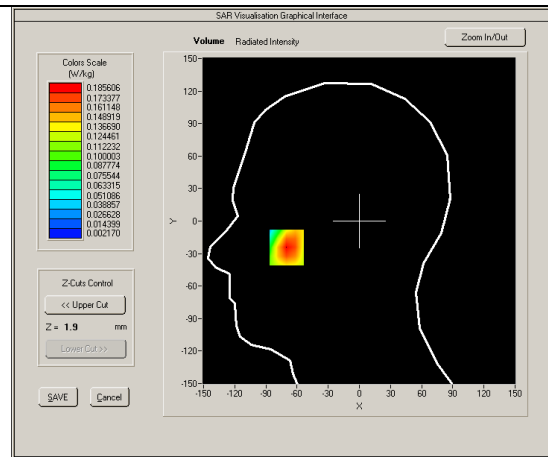 SAR Visualisation Graphical Interface
Volume Radiated Intensity
Zoom In/Out
Colors Scale
(W/kg)
0.185606
0.173377
0.161148
0.148919
0.136690
0.124461
0.112232
0.100003
0.087774
0.075544
0.063315
0.051086
0.038857
0.026628
0.014399
0.002170
Z-Cuts Control
<< Upper Cut
Z = 1.9 mm
Lower Cut >>
SAVE Cancel
150-
120-
90-
60-
30-
0-
-30-
-60-
-90-
-120-
-150-
Y
-150 -120 -90 -60 -30 0 30 60 90 120 150
X